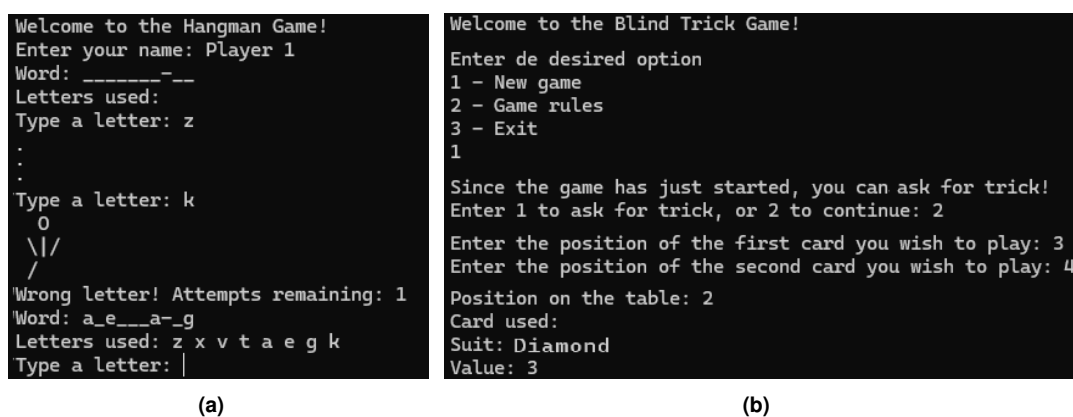 Welcome to the Hangman Game!
Enter your name: Player 1
Word: _______-__
Letters used:
Type a letter: z
.
.
.
Type a letter: k
O
\|/
/
Wrong letter! Attempts remaining: 1
Word: a_e___a-_g
Letters used: z x v t a e g k
Type a letter:
(a)
Welcome to the Blind Trick Game!
Enter de desired option
1 - New game
2 - Game rules
3 - Exit
1
Since the game has just started, you can ask for trick!
Enter 1 to ask for trick, or 2 to continue: 2
Enter the position of the first card you wish to play: 3
Enter the position of the second card you wish to play: 4
Position on the table: 2
Card used:
Suit: Diamond
Value: 3
(b)